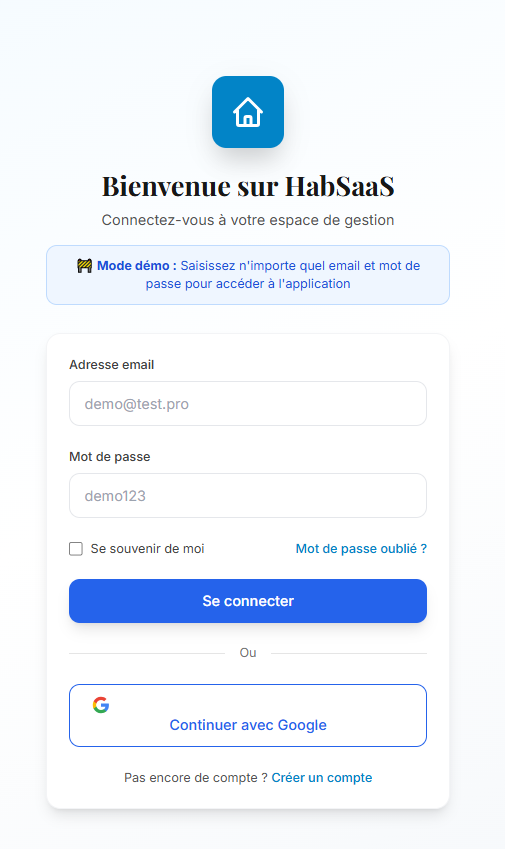 Bienvenue sur HabSaaS
Connectez-vous à votre espace de gestion
🚧 Mode démo : Saisissez n'importe quel email et mot de
passe pour accéder à l'application
Adresse email
demo@test.pro
Mot de passe
demo123
Se souvenir de moi
Mot de passe oublié ?
Se connecter
Ou
Continuer avec Google
Pas encore de compte ? Créer un compte